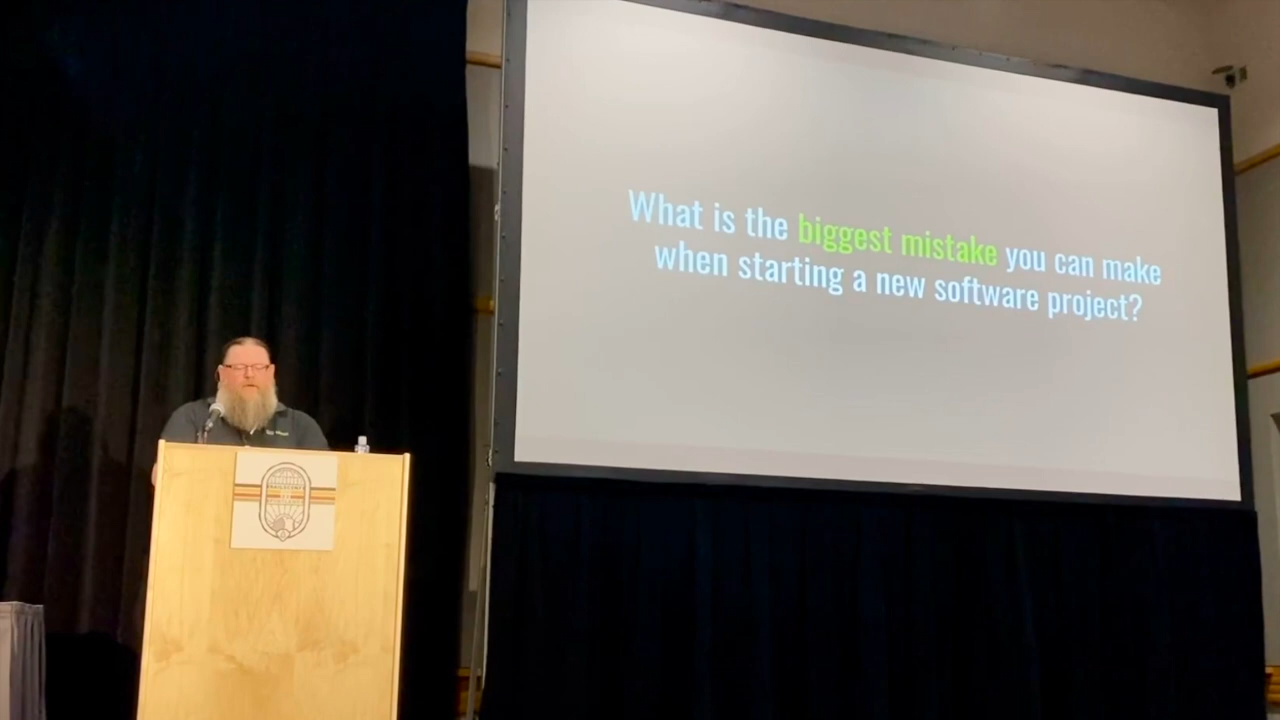 What is the biggest mistake you can make
when starting a new software project?